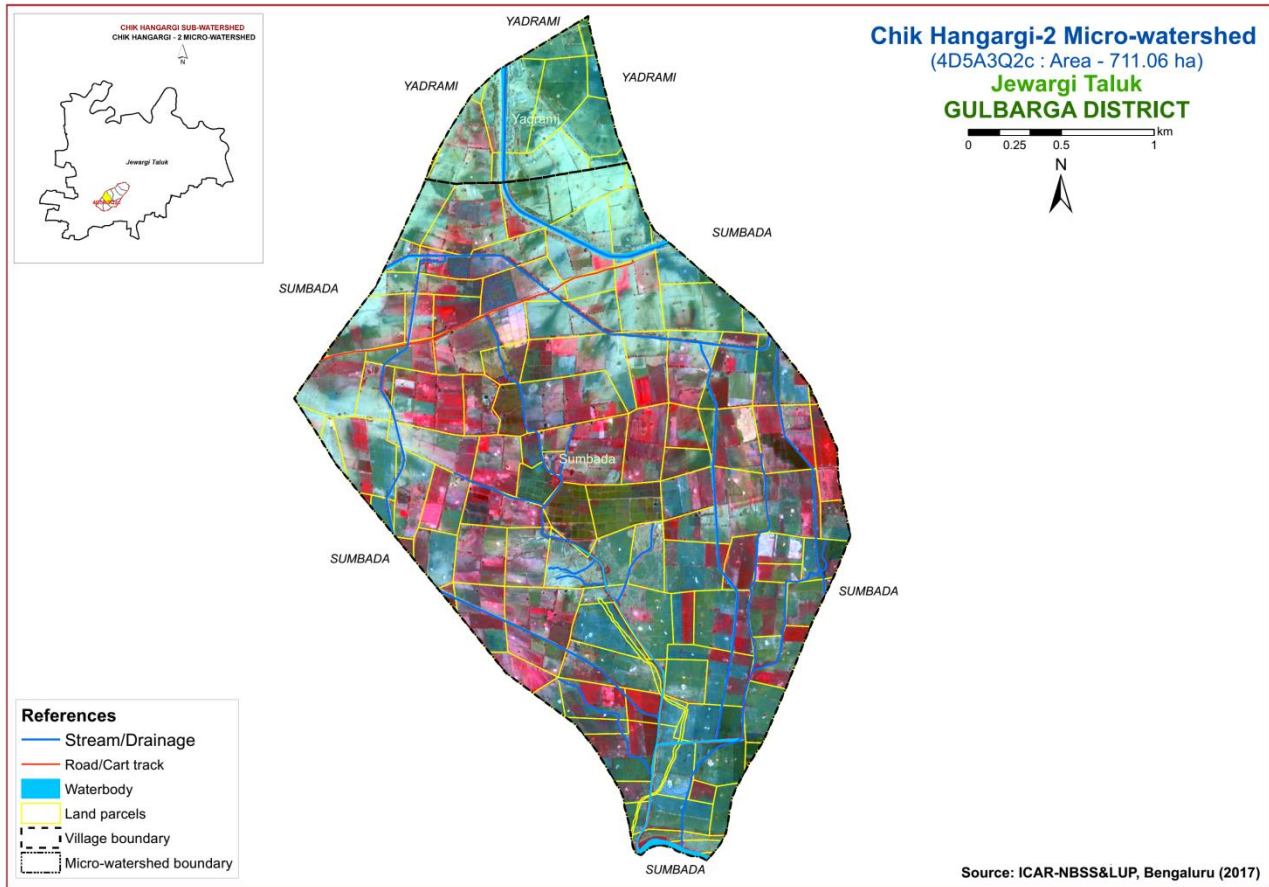 CHIK HANGARGI SUB-WATERSHED
CHIK HANGARGI - 2 MICRO-WATERSHED
N
Jewargi Taluk
4D5A3Q2c
Chik Hangargi-2 Micro-watershed
(4D5A3Q2c : Area - 711.06 ha)
Jewargi Taluk
GULBARGA DISTRICT
km
0 0.25 0.5 1
N
YADRAMI
YADRAMI
YADRAMI
Yadrami
SUMBADA
SUMBADA
Sumbada
SUMBADA
SUMBADA
SUMBADA
References
Stream/Drainage
Road/Cart track
Waterbody
Land parcels
Village boundary
Micro-watershed boundary
Source: ICAR-NBSS&LUP, Bengaluru (2017)